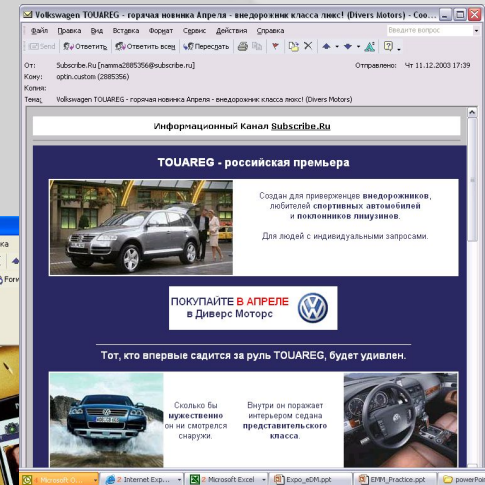 Volkswagen TOUAREG - горячая новинка Апреля - внедорожник класса люкс! (Divers Motors) - Соо...
Файл Правка Вид Вставка Формат Сервис Действия Справка
Введите вопрос
Send Ответить Ответить всем Переслать
От: Subscribe.Ru [namma2885356@subscribe.ru]
Отправлено: Чт 11.12.2003 17:39
Кому: optin.custom (2885356)
Копия:
Тема: Volkswagen TOUAREG - горячая новинка Апреля - внедорожник класса люкс! (Divers Motors)
Информационный Канал Subscribe.Ru
TOUAREG - российская премьера
Создан для приверженцев внедорожников,
любителей спортивных автомобилей
и поклонников лимузинов.
Для людей с индивидуальными запросами.
ПОКУПАЙТЕ В АПРЕЛЕ
в Диверс Моторс
Тот, кто впервые садится за руль TOUAREG, будет удивлен.
Сколько бы
мужественно
он ни смотрелся
снаружи.
Внутри он поражает
интерьером седана
представительского
класса.
ка
Forw
Microsoft O...
2 Internet Exp...
2 Microsoft Excel
Expo_eDM.ppt
EMM_Practice.ppt
powerPoi